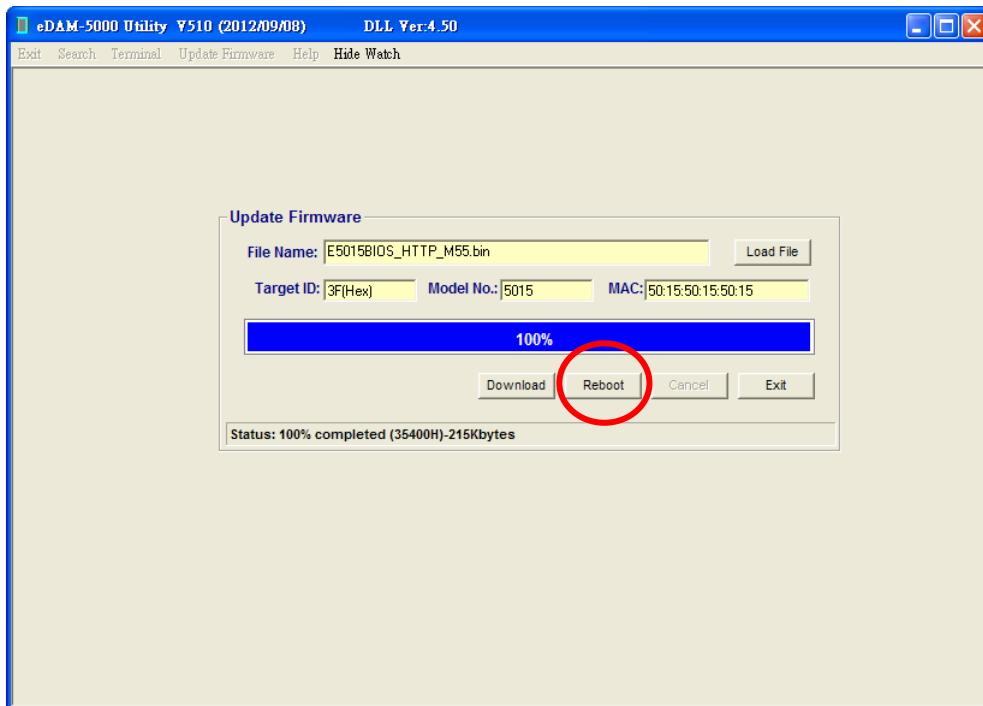 eDAM-5000 Utility V510 (2012/09/08) DLL Ver:4.50
Exit Search Terminal Update Firmware Help Hide Watch
Update Firmware
File Name: E5015BIOS_HTTP_M55.bin Load File
Target ID: 3F(Hex) Model No.: 5015 MAC: 50:15:50:15:50:15
100%
Download Reboot Cancel Exit
Status: 100% completed (35400H)-215Kbytes